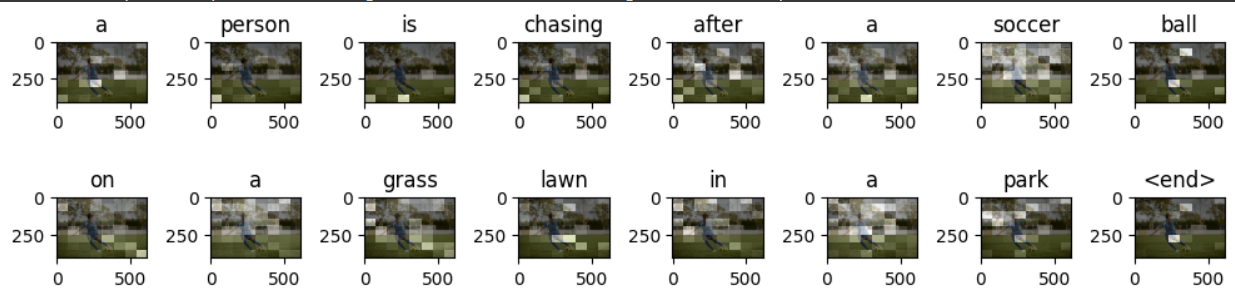 a person is chasing after a soccer ball
0 0 0 0 0 0 0 0
250 250 250 250 250 250 250 250
0 500 0 500 0 500 0 500 0 500 0 500 0 500 0 500
on a grass lawn in a park <end>
0 0 0 0 0 0 0 0
250 250 250 250 250 250 250 250
0 500 0 500 0 500 0 500 0 500 0 500 0 500 0 500